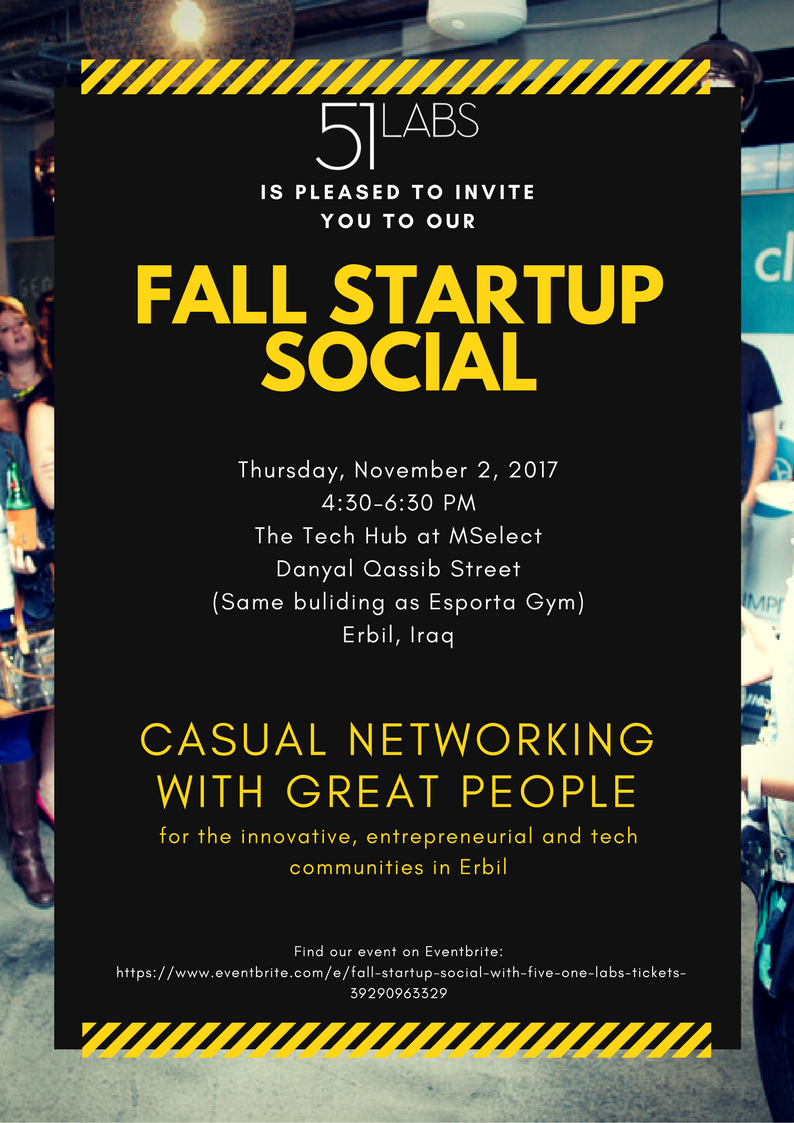 51 LABS
IS PLEASED TO INVITE
YOU TO OUR
FALL STARTUP
SOCIAL
Thursday, November 2, 2017
4:30-6:30 PM
The Tech Hub at MSelect
Danyal Qassib Street
(Same buliding as Esporta Gym)
Erbil, Iraq
CASUAL NETWORKING
WITH GREAT PEOPLE
for the innovative, entrepreneurial and tech
communities in Erbil
Find our event on Eventbrite:
https://www.eventbrite.com/e/fall-startup-social-with-five-one-labs-tickets-
39290963329